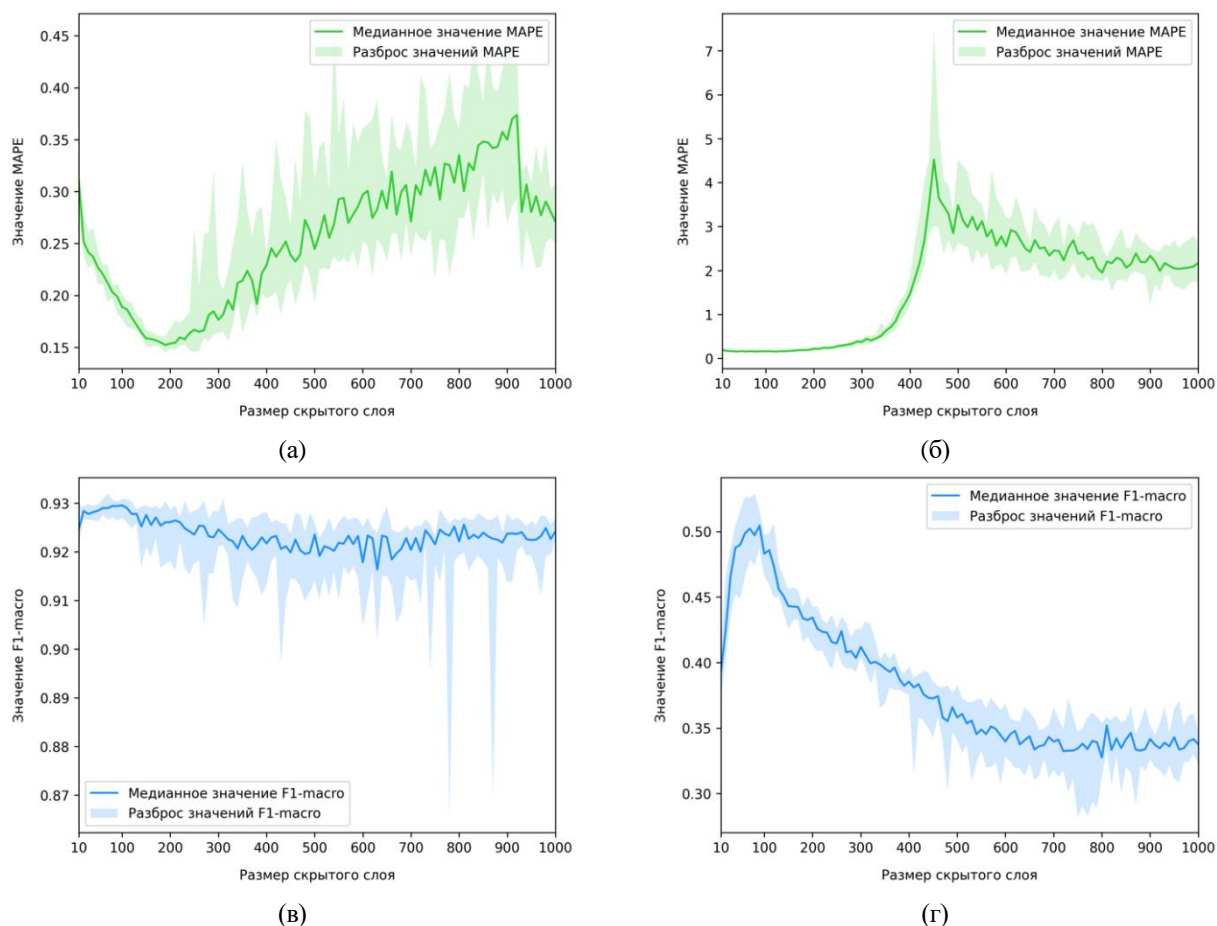 Медианное значение MAPE
Разброс значений MAPE
0.45
0.40
0.35
0.30
0.25
0.20
0.15
Значение MAPE
10 100 200 300 400 500 600 700 800 900 1000
Размер скрытого слоя
(а)
Медианное значение MAPE
Разброс значений MAPE
7
6
5
4
3
2
1
0
Значение MAPE
10 100 200 300 400 500 600 700 800 900 1000
Размер скрытого слоя
(б)
0.93
0.92
0.91
0.90
0.89
0.88
0.87
Значение F1-macro
Медианное значение F1-macro
Разброс значений F1-macro
10 100 200 300 400 500 600 700 800 900 1000
Размер скрытого слоя
(в)
Медианное значение F1-macro
Разброс значений F1-macro
0.50
0.45
0.40
0.35
0.30
Значение F1-macro
10 100 200 300 400 500 600 700 800 900 1000
Размер скрытого слоя
(г)